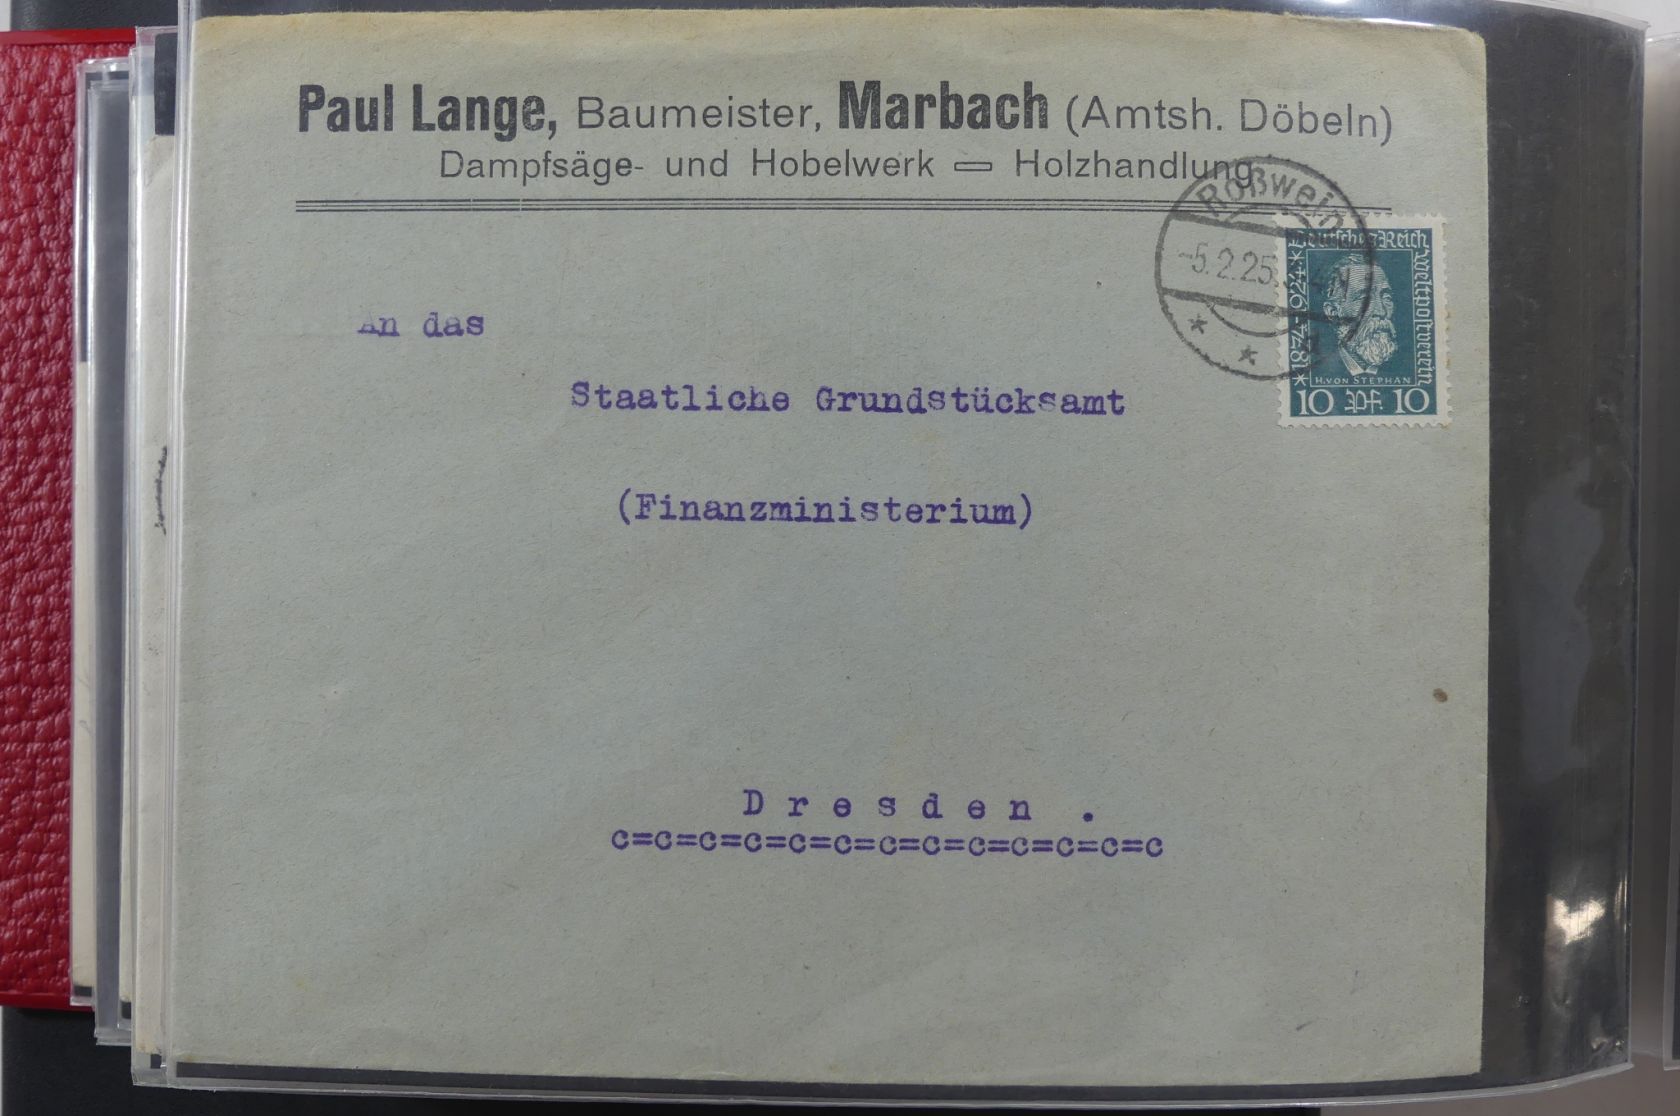 Paul Lange, Baumeister, Marbach (Amtsh. Döbeln)
Dampfsäge- und Hobelwerk = Holzhandlung
Roßwein
-5.2.25. 4N
* *
Deutsches Reich
Weltpostverein
*1874-1924*
H. VON STEPHAN
10 Pf. 10
An das
Staatliche Grundstücksamt
(Finanzministerium)
D r e s d e n .
c=c=c=c=c=c=c=c=c=c=c=c=c